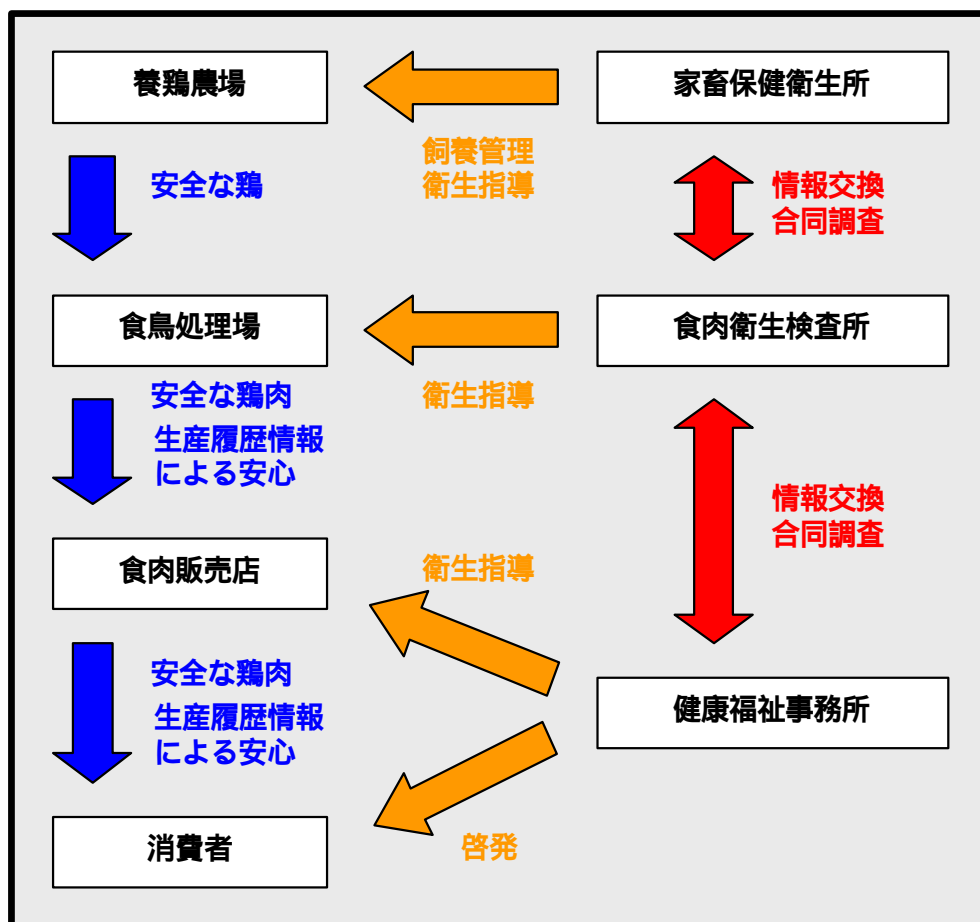 養鶏農場
家畜保健衛生所
飼養管理
衛生指導
安全な鶏
情報交換
合同調査
食鳥処理場
食肉衛生検査所
安全な鶏肉
生産履歴情報
による安心
衛生指導
情報交換
合同調査
食肉販売店
衛生指導
安全な鶏肉
生産履歴情報
による安心
健康福祉事務所
消費者
啓発